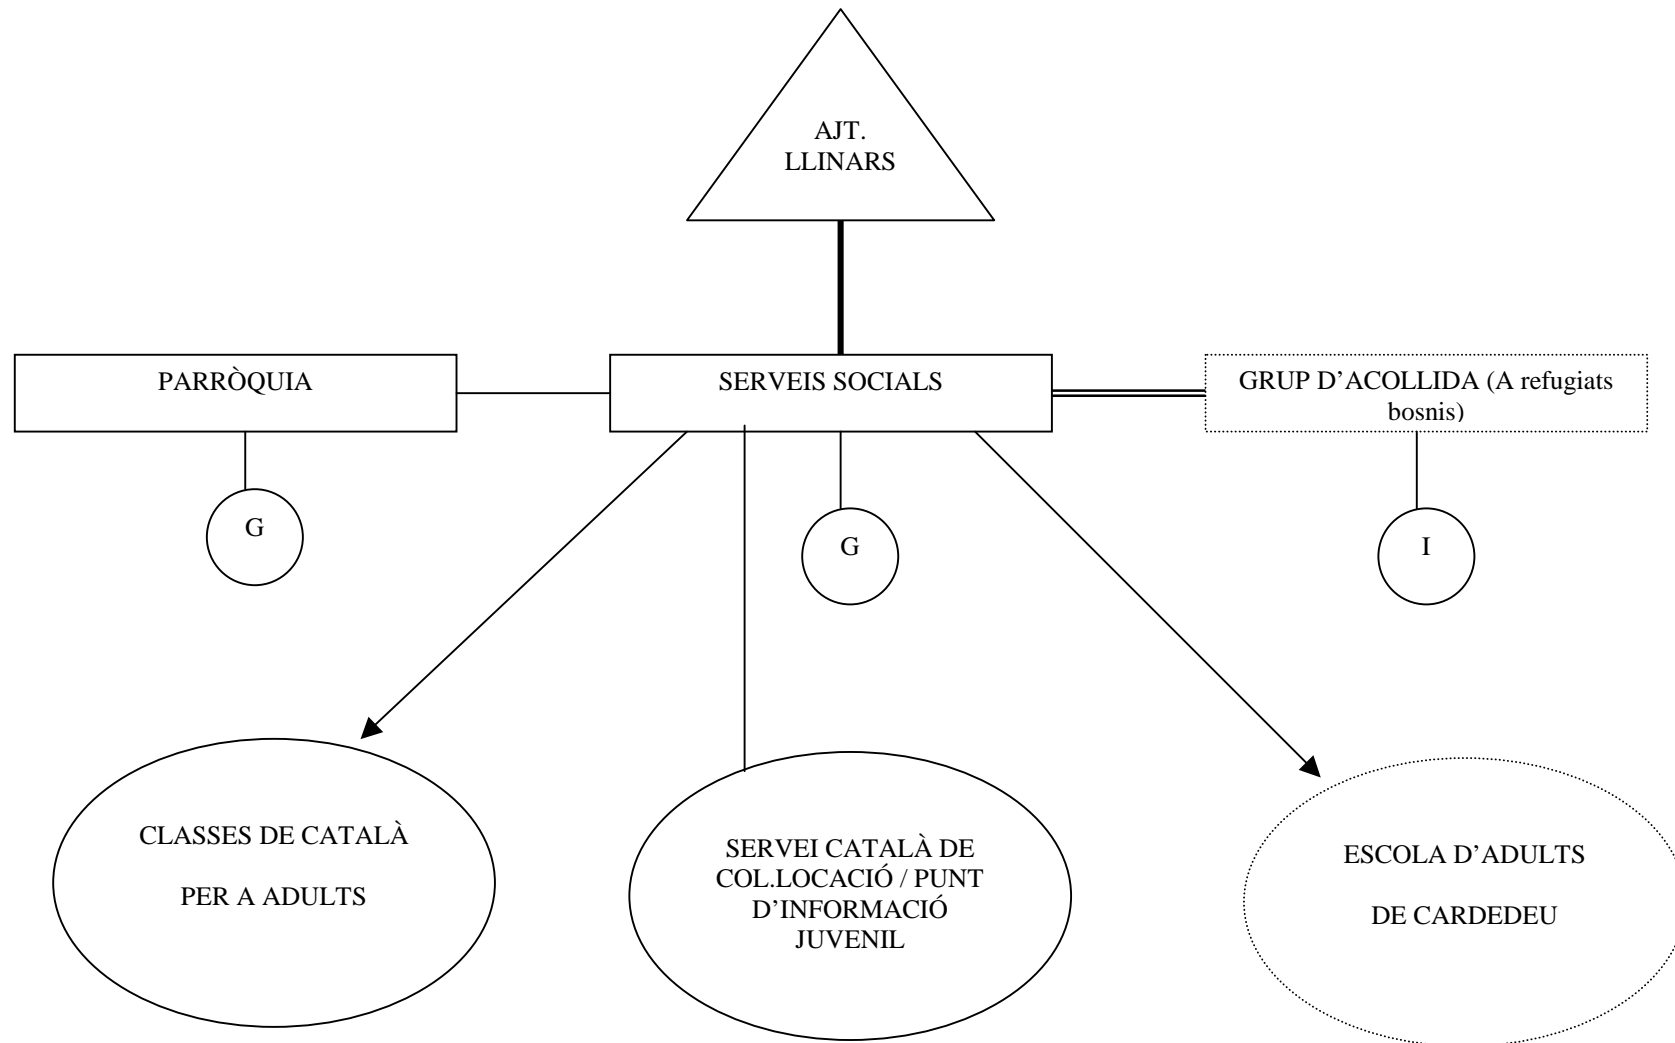 AJT.
LLINARS
PARRÒQUIA
SERVEIS SOCIALS
GRUP D’ACOLLIDA (A refugiats
bosnis)
G
G
I
CLASSES DE CATALÀ
PER A ADULTS
SERVEI CATALÀ DE
COL.LOCACIÓ / PUNT
D’INFORMACIÓ
JUVENIL
ESCOLA D’ADULTS
DE CARDEDEU